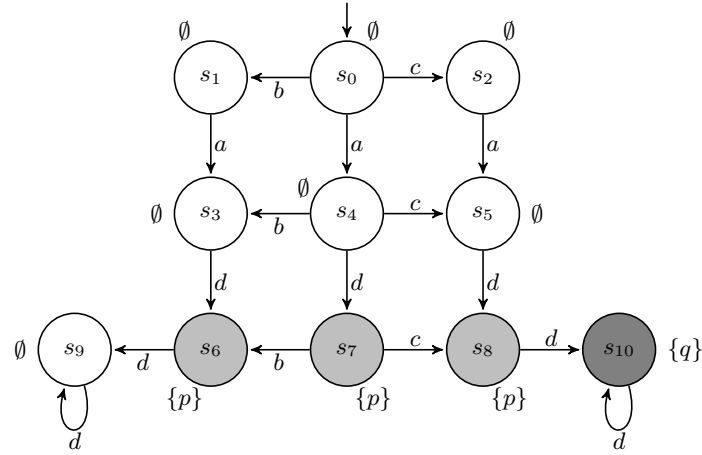 ∅ ∅ ∅
s₁ b s₀ c s₂
a a a
∅ s₃ b ∅ s₄ c s₅ ∅
d d d
∅ s₉ d s₆ b s₇ c s₈ d s₁₀ {q}
{p} {p} {p}
d d